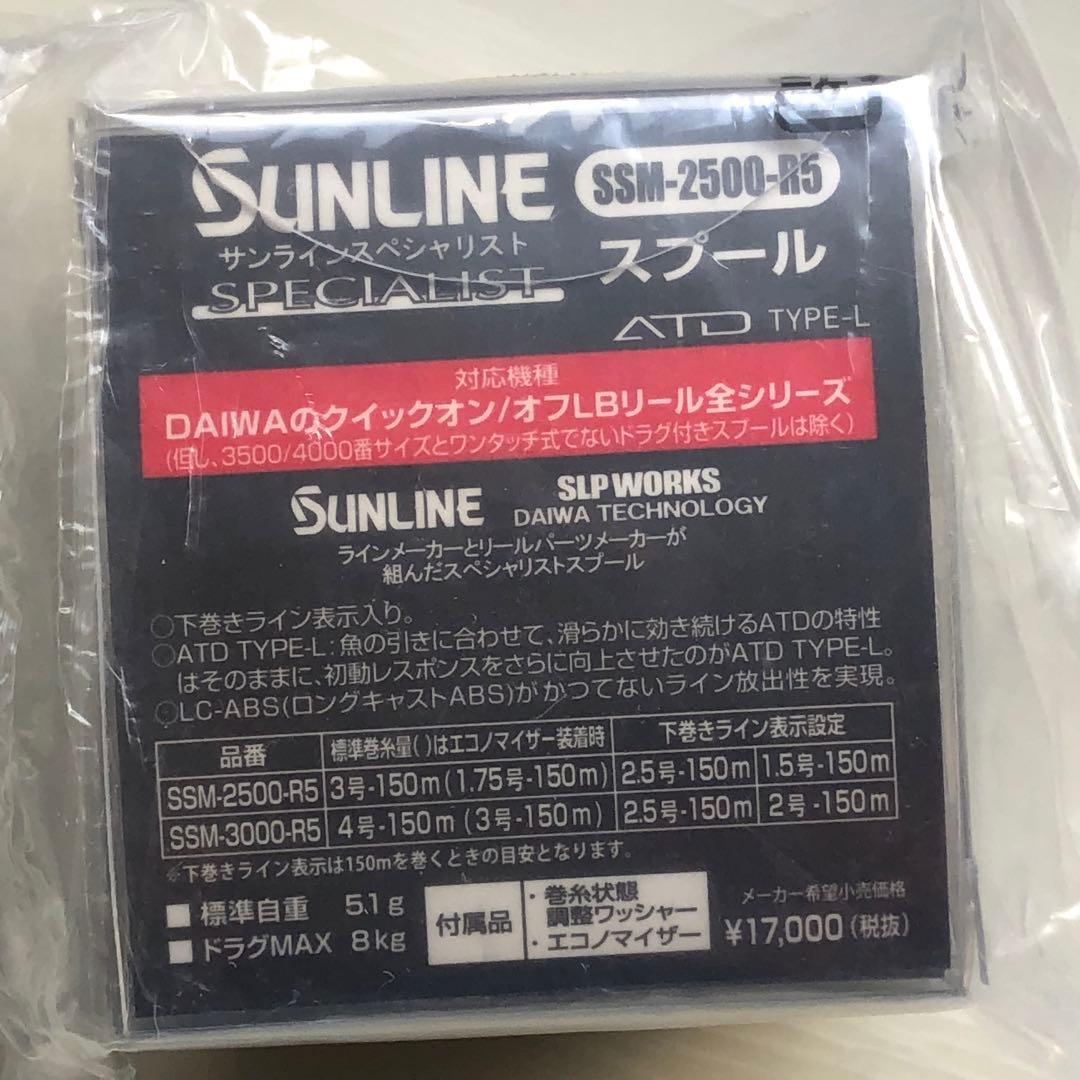 SUNLINE
SSM-2500-R5
サンラインスペシャリスト
SPECIALIST
スプール
ATD TYPE-L
対応機種
DAIWAのクイックオン/オフLBリール全シリーズ
(但し、3500/4000番サイズとワンタッチ式でないドラグ付きスプールは除く)
SUNLINE
SLP WORKS
DAIWA TECHNOLOGY
ラインメーカーとリールパーツメーカーが
組んだスペシャリストスプール
○下巻きライン表示入り。
○ATD TYPE-L:魚の引きに合わせて、滑らかに効き続けるATDの特性
はそのままに、初動レスポンスをさらに向上させたのがATD TYPE-L。
○LC-ABS(ロングキャストABS)がかつてないライン放出性を実現。
品番 標準巻糸量( )はエコノマイザー装着時 下巻きライン表示設定
SSM-2500-R5 3号-150m(1.75号-150m) 2.5号-150m 1.5号-150m
SSM-3000-R5 4号-150m(3号-150m) 2.5号-150m 2号-150m
※下巻きライン表示は150mを巻くときの目安となります。
■標準自重 51g
■ドラグMAX 8kg
付属品
・巻糸状態
調整ワッシャー
・エコノマイザー
メーカー希望小売価格
¥17,000(税抜)